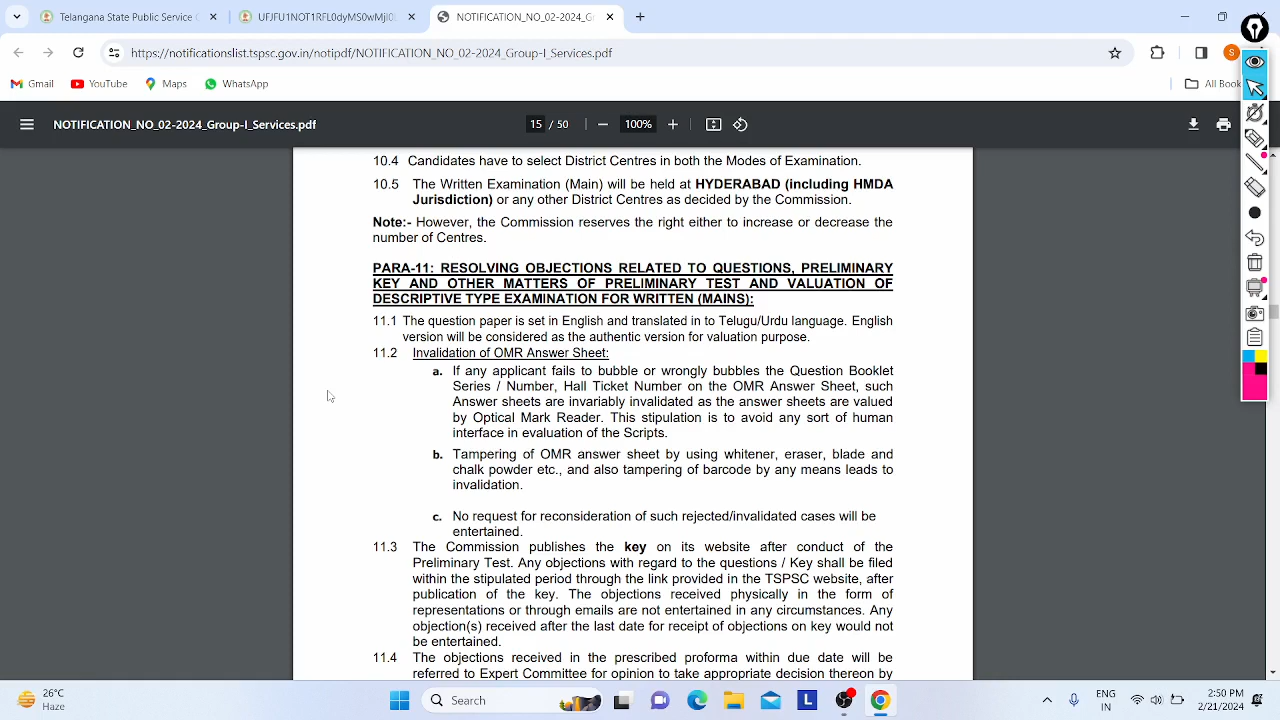 Telangana State Public Service C
UFJFU1NOT1RFL0dyMS0wMjI0L
NOTIFICATION_NO_02-2024_G
https://notificationslist.tspsc.gov.in/notipdf/NOTIFICATION_NO_02-2024_Group-I_Services.pdf
S
Gmail
YouTube
Maps
WhatsApp
All Book
NOTIFICATION_NO_02-2024_Group-I_Services.pdf
15 / 50
100%
10.4 Candidates have to select District Centres in both the Modes of Examination.
10.5 The Written Examination (Main) will be held at HYDERABAD (including HMDA
Jurisdiction) or any other District Centres as decided by the Commission.
Note:- However, the Commission reserves the right either to increase or decrease the
number of Centres.
PARA-11: RESOLVING OBJECTIONS RELATED TO QUESTIONS, PRELIMINARY
KEY AND OTHER MATTERS OF PRELIMINARY TEST AND VALUATION OF
DESCRIPTIVE TYPE EXAMINATION FOR WRITTEN (MAINS):
11.1 The question paper is set in English and translated in to Telugu/Urdu language. English
version will be considered as the authentic version for valuation purpose.
11.2 Invalidation of OMR Answer Sheet:
a. If any applicant fails to bubble or wrongly bubbles the Question Booklet
Series / Number, Hall Ticket Number on the OMR Answer Sheet, such
Answer sheets are invariably invalidated as the answer sheets are valued
by Optical Mark Reader. This stipulation is to avoid any sort of human
interface in evaluation of the Scripts.
b. Tampering of OMR answer sheet by using whitener, eraser, blade and
chalk powder etc., and also tampering of barcode by any means leads to
invalidation.
c. No request for reconsideration of such rejected/invalidated cases will be
entertained.
11.3 The Commission publishes the key on its website after conduct of the
Preliminary Test. Any objections with regard to the questions / Key shall be filed
within the stipulated period through the link provided in the TSPSC website, after
publication of the key. The objections received physically in the form of
representations or through emails are not entertained in any circumstances. Any
objection(s) received after the last date for receipt of objections on key would not
be entertained.
11.4 The objections received in the prescribed proforma within due date will be
referred to Expert Committee for opinion to take appropriate decision thereon by
26°C
Haze
Search
L
ENG
IN
2:50 PM
2/21/2024